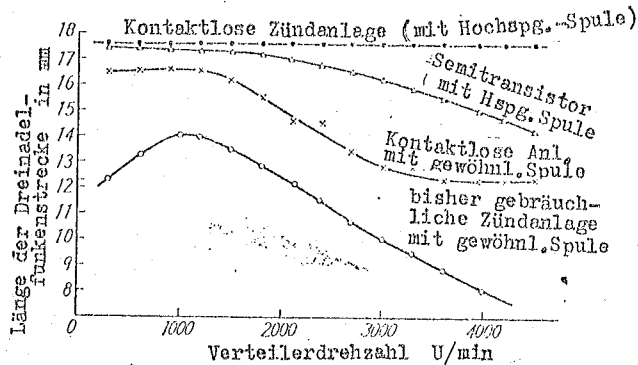 Kontaktlose Zündanlage (mit Hochspg.-Spule)
Semitransistor
(mit Hspg.Spule
Kontaktlose Anl.
mit gewöhnl.Spule
bisher gebräuch-
liche Zündanlage
mit gewöhnl.Spule
Länge der Dreinadel-
funkenstrecke in mm
18
17
16
15
14
13
12
11
10
9
8
0
1000
2000
3000
4000
Verteilerdrehzahl U/min